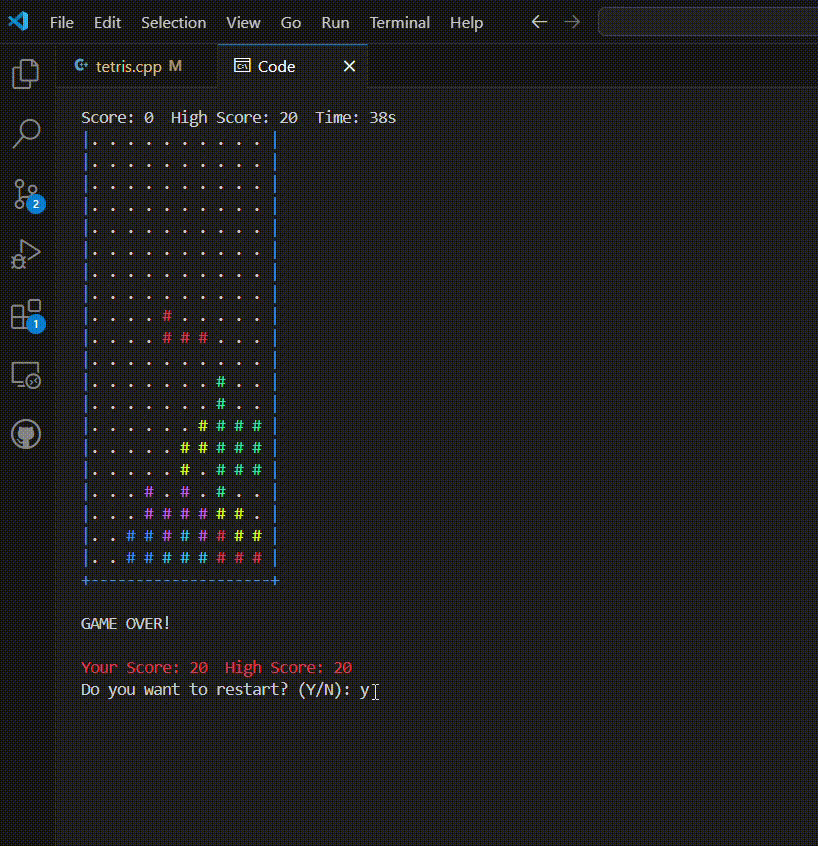 File Edit Selection View Go Run Terminal Help
tetris.cpp M Code
2
1
Score: 0  High Score: 20  Time: 38s
|. . . . . . . . . . |
|. . . . . . . . . . |
|. . . . . . . . . . |
|. . . . . . . . . . |
|. . . . . . . . . . |
|. . . . . . . . . . |
|. . . . . . . . . . |
|. . . . . . . . . . |
|. . . . # . . . . . |
|. . . . # # # . . . |
|. . . . . . . . . . |
|. . . . . . . # . . |
|. . . . . . . # . . |
|. . . . . . # # # # |
|. . . . . # # # # # |
|. . . . . # . # # # |
|. . . # . # . # . . |
|. . . # # # # # # . |
|. . # # # # # # # # |
|. . # # # # # # # # |
+--------------------+
GAME OVER!
Your Score: 20  High Score: 20
Do you want to restart? (Y/N): y